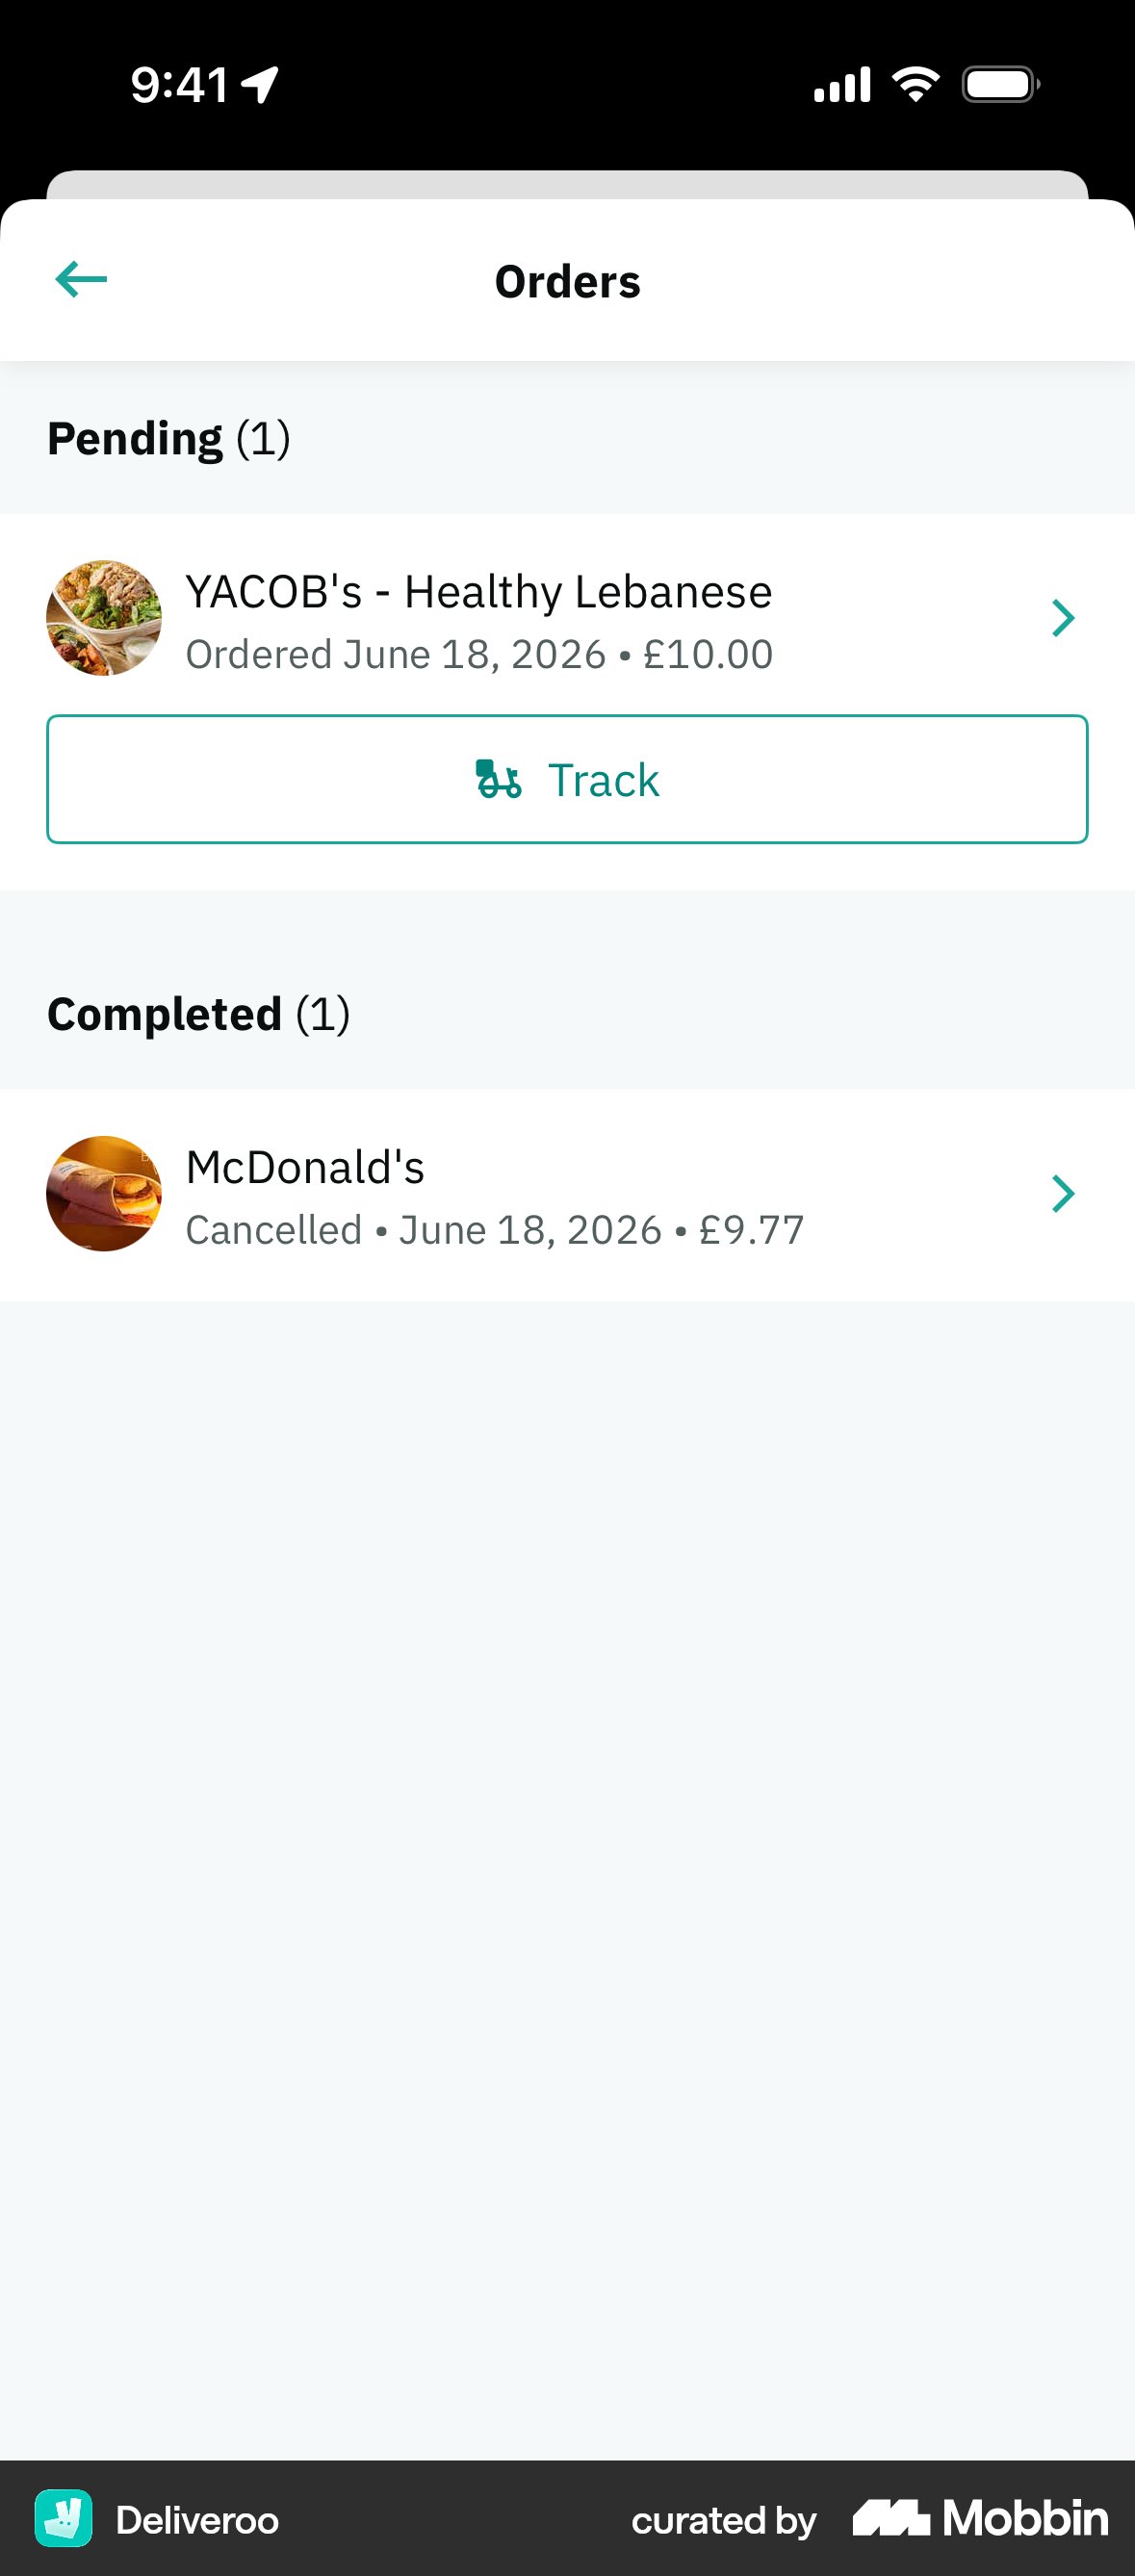 9:41
Orders
Pending (1)
YACOB's - Healthy Lebanese
Ordered June 18, 2026 • £10.00
Track
Completed (1)
McDonald's
Cancelled • June 18, 2026 • £9.77
Deliveroo
curated by Mobbin